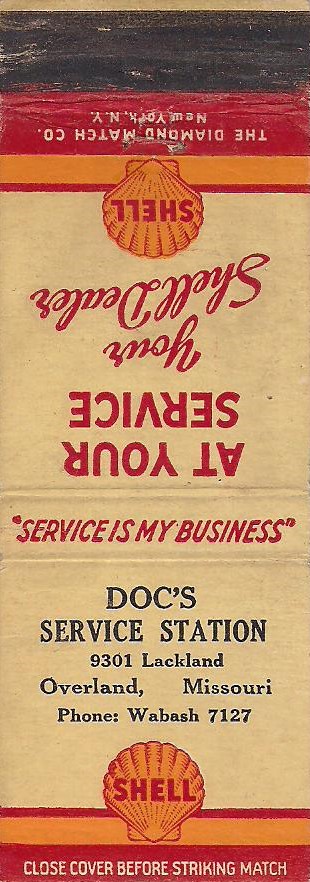 THE DIAMOND MATCH CO.
New York, N.Y.
AT YOUR
SERVICE
Your
Shell Dealer
SHELL
"SERVICE IS MY BUSINESS"
DOC'S
SERVICE STATION
9301 Lackland
Overland, Missouri
Phone: Wabash 7127
SHELL
CLOSE COVER BEFORE STRIKING MATCH